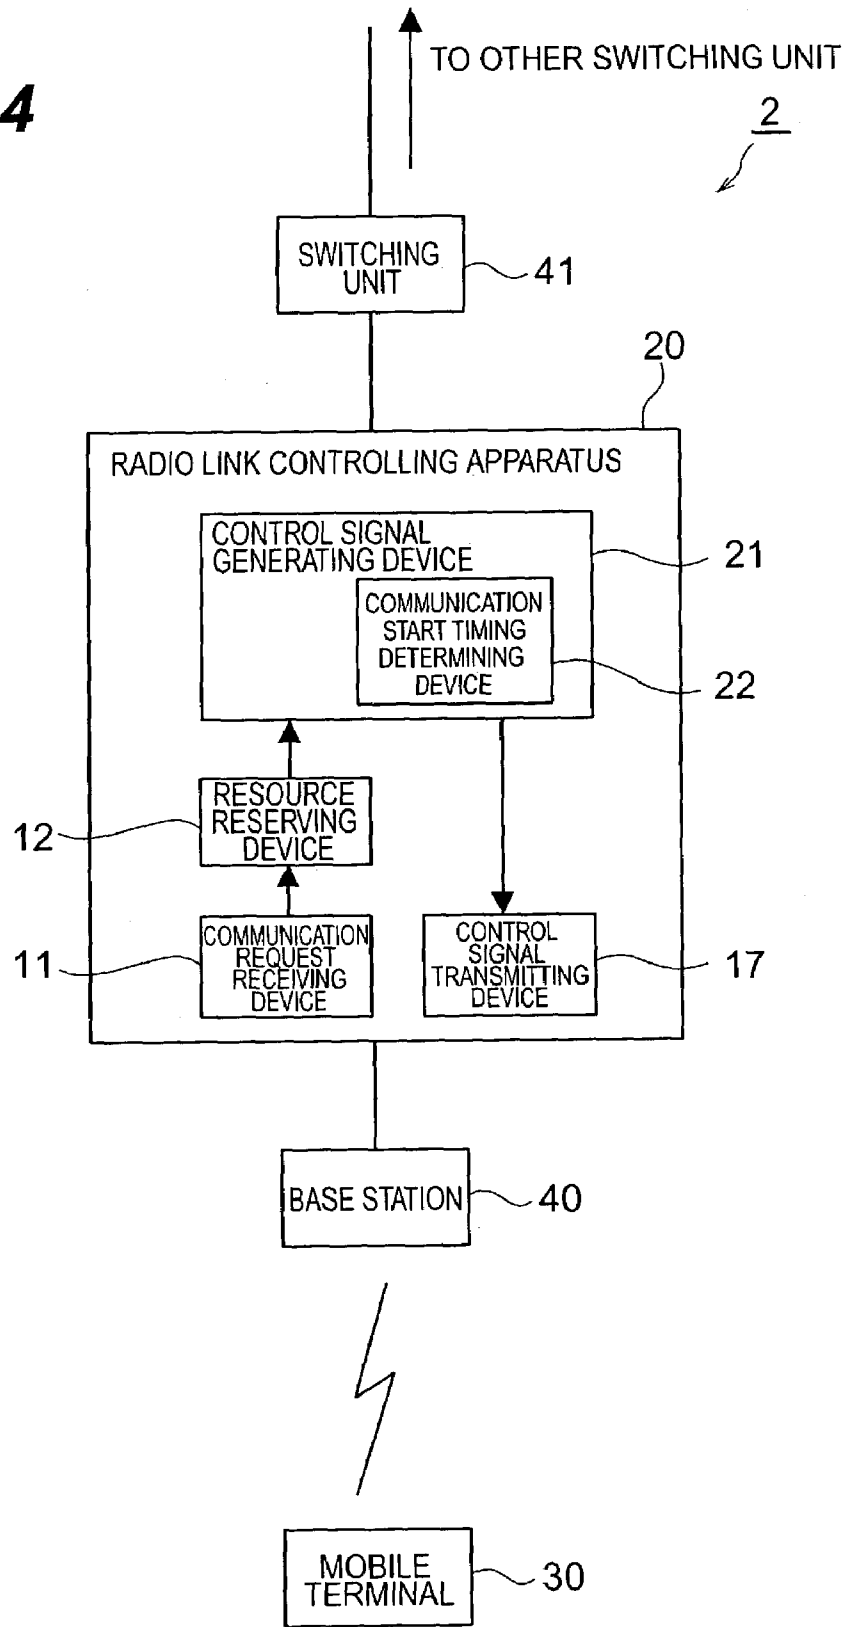 TO OTHER SWITCHING UNIT
4
2
SWITCHING
UNIT
41
20
RADIO LINK CONTROLLING APPARATUS
CONTROL SIGNAL
GENERATING DEVICE
21
COMMUNICATION
START TIMING
DETERMINING
DEVICE
22
RESOURCE
RESERVING
DEVICE
12
COMMUNICATION
REQUEST
RECEIVING
DEVICE
11
CONTROL
SIGNAL
TRANSMITTING
DEVICE
17
BASE STATION
40
MOBILE
TERMINAL
30